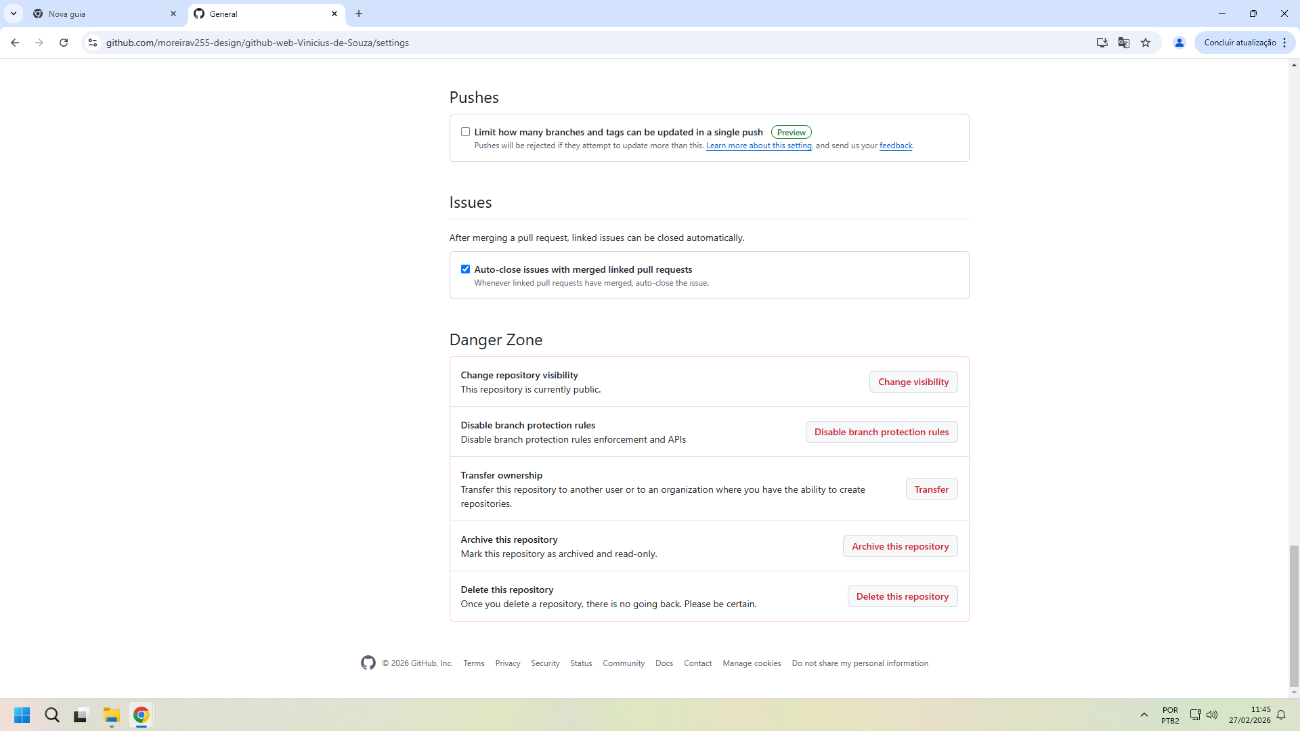 Nova guia
General
github.com/moreirav255-design/github-web-Vinicius-de-Souza/settings
Concluir atualização
Pushes
Limit how many branches and tags can be updated in a single push Preview
Pushes will be rejected if they attempt to update more than this. Learn more about this setting, and send us your feedback.
Issues
After merging a pull request, linked issues can be closed automatically.
Auto-close issues with merged linked pull requests
Whenever linked pull requests have merged, auto-close the issue.
Danger Zone
Change repository visibility
This repository is currently public.
Change visibility
Disable branch protection rules
Disable branch protection rules enforcement and APIs
Disable branch protection rules
Transfer ownership
Transfer this repository to another user or to an organization where you have the ability to create
repositories.
Transfer
Archive this repository
Mark this repository as archived and read-only.
Archive this repository
Delete this repository
Once you delete a repository, there is no going back. Please be certain.
Delete this repository
© 2026 GitHub, Inc. Terms Privacy Security Status Community Docs Contact Manage cookies Do not share my personal information
POR
PTB2
11:45
27/02/2026